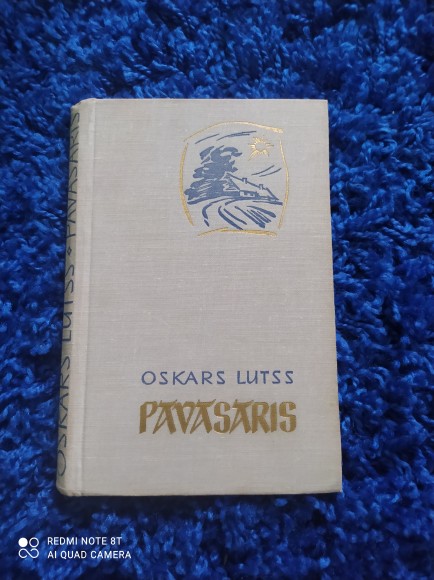 OSKARS LUTSS
PAVASARIS
OSKARS LUTSS • PAVASARIS
REDMI NOTE 8T
AI QUAD CAMERA